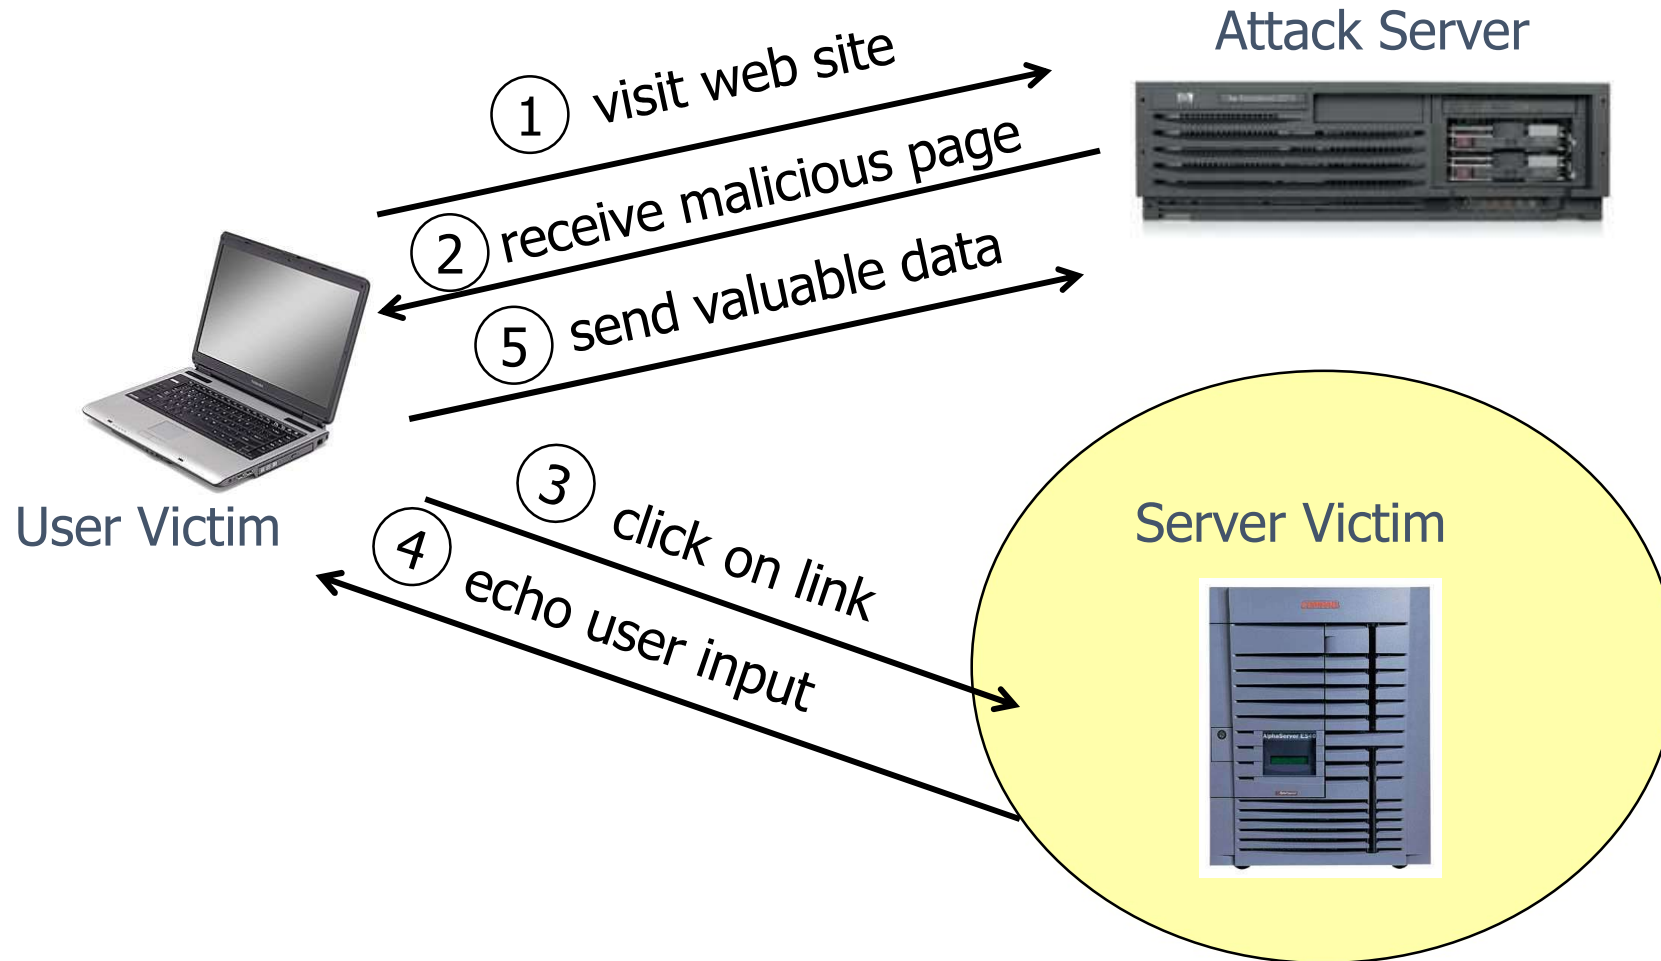 Attack Server
1 visit web site
2 receive malicious page
5 send valuable data
User Victim
3 click on link
4 echo user input
Server Victim